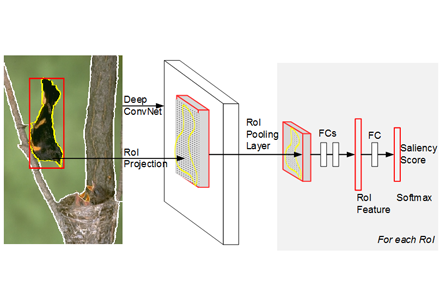 Deep
ConvNet
RoI
Projection
RoI
Pooling
Layer
FCs
RoI
Feature
FC
Saliency
Score
Softmax
For each RoI